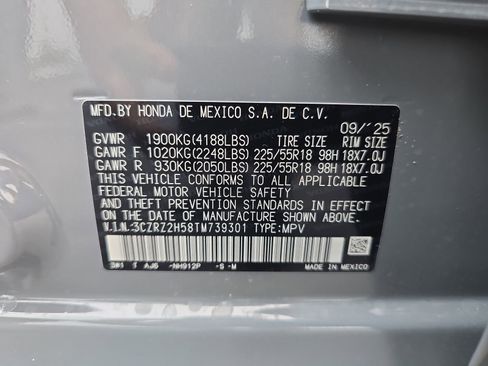 MFD.BY HONDA DE MEXICO S.A. DE C.V.
09/'25
GVWR 1900KG(4188LBS) TIRE SIZE RIM SIZE
GAWR F 1020KG(2248LBS) 225/55R18 98H 18X7.0J
GAWR R 930KG(2050LBS) 225/55R18 98H 18X7.0J
THIS VEHICLE CONFORMS TO ALL APPLICABLE
FEDERAL MOTOR VEHICLE SAFETY
AND THEFT PREVENTION STANDARDS IN EFFECT
ON THE DATE OF MANUFACTURE SHOWN ABOVE.
V.I.N.:3CZRZ2H58TM739301 TYPE:MPV
NH912P -S -M
MADE IN MEXICO